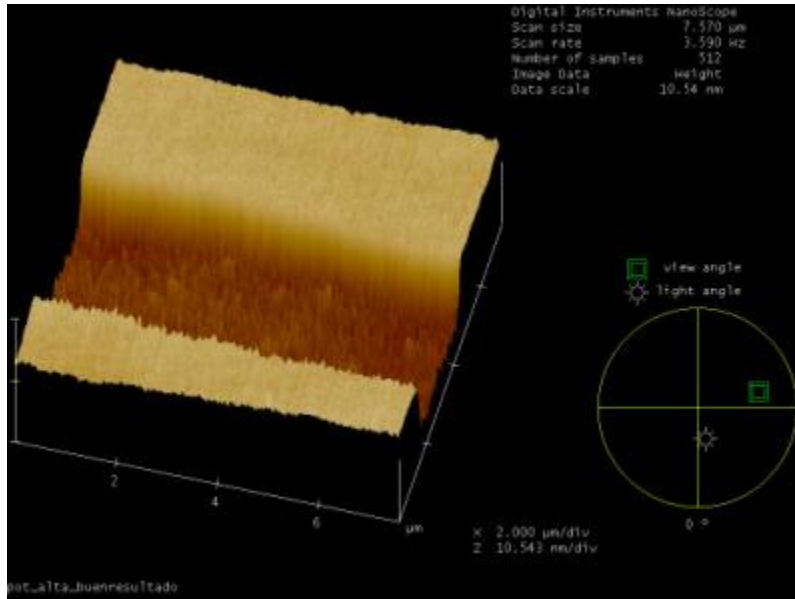 Digital Instruments NanoScope
Scan size 7.570 µm
Scan rate 3.590 Hz
Number of samples 512
Image Data Height
Data scale 10.54 nm
view angle
light angle
2
4
6
µm
X 2.000 µm/div
Z 10.543 nm/div
0 º
pot_alta_buenresultado